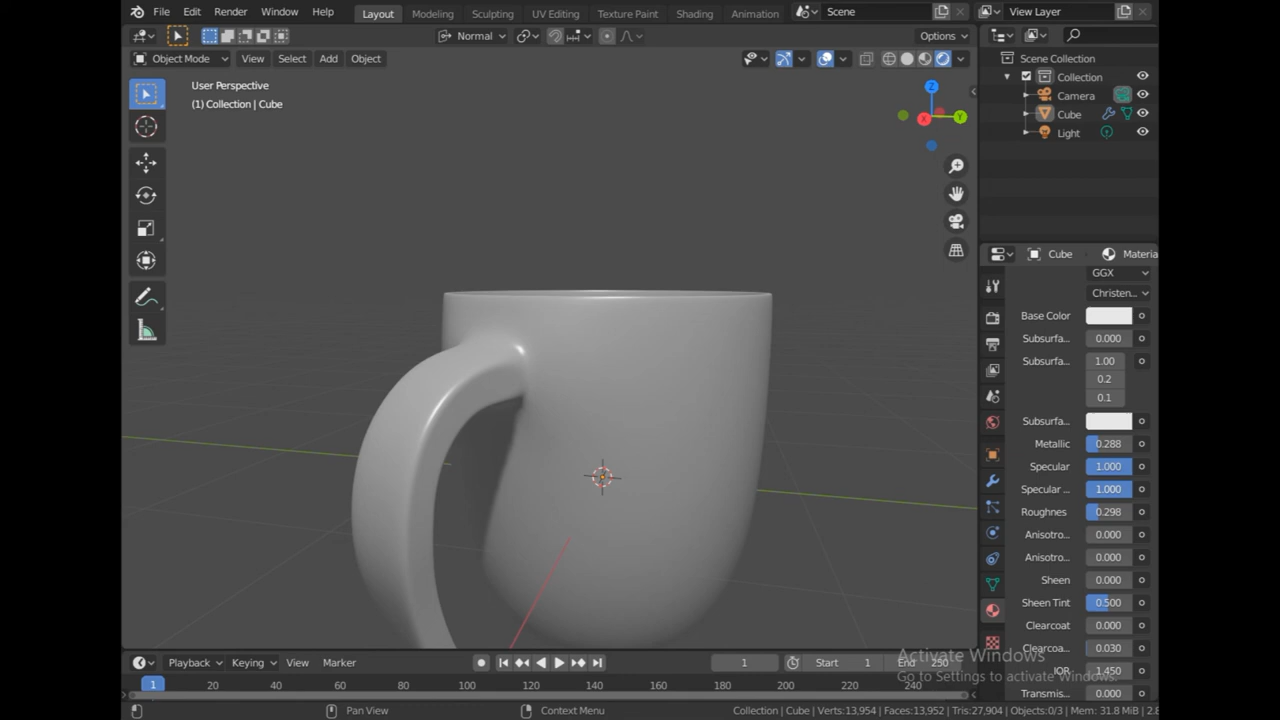 File Edit Render Window Help Layout Modeling Sculpting UV Editing Texture Paint Shading Animation Scene View Layer
Normal Options
Object Mode View Select Add Object
User Perspective
(1) Collection | Cube
Z
X Y
Scene Collection
Collection
Camera
Cube
Light
Cube Materia
GGX
Christen...
Base Color
Subsurfa... 0.000
Subsurfa... 1.00
0.2
0.1
Subsurfa...
Metallic 0.288
Specular 1.000
Specular ... 1.000
Roughnes 0.298
Anisotro... 0.000
Anisotro... 0.000
Sheen 0.000
Sheen Tint 0.500
Clearcoat 0.000
Clearcoa... 0.030
IOR 1.450
Transmis... 0.000
Activate Windows
Go to Settings to activate Windows.
Playback Keying View Marker 1 Start 1 End 250
1 20 40 60 80 100 120 140 160 180 200 220 240
Pan View Context Menu Collection | Cube | Verts:13,954 | Faces:13,952 | Tris:27,904 | Objects:0/3 | Mem: 31.8 MiB | 2.8